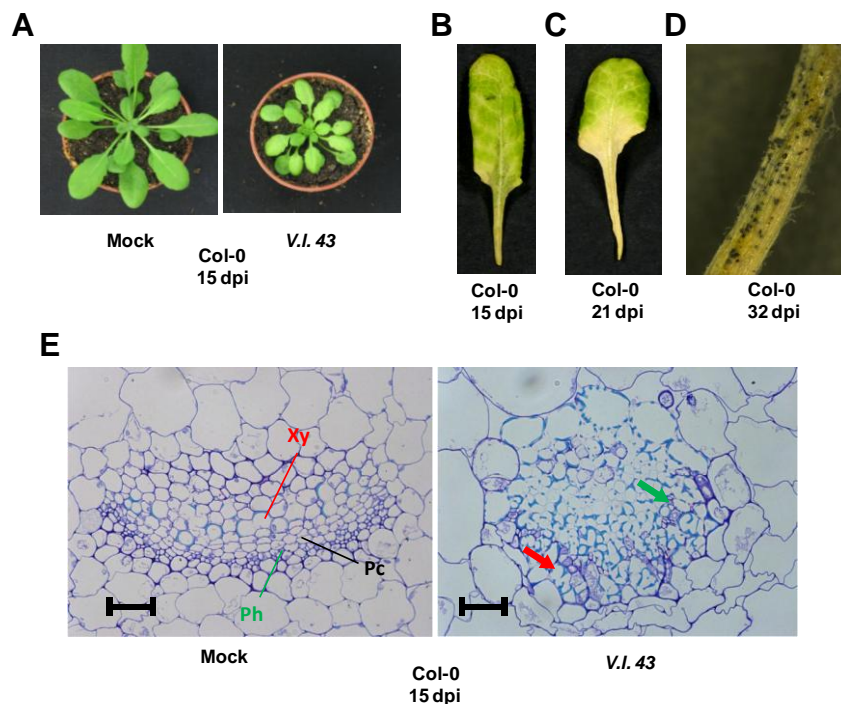 A
B
C
D
Mock
V.I. 43
Col-0
15 dpi
Col-0
15 dpi
Col-0
21 dpi
Col-0
32 dpi
E
Xy
Pc
Ph
Mock
V.I. 43
Col-0
15 dpi